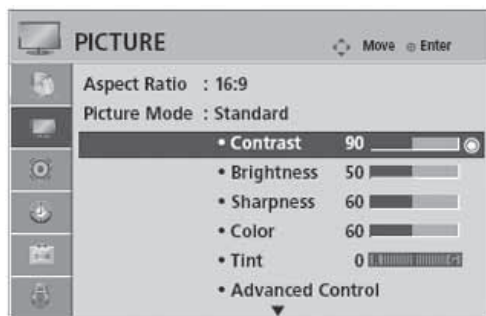 PICTURE Move Enter
Aspect Ratio : 16:9
Picture Mode : Standard
• Contrast 90
• Brightness 50
• Sharpness 60
• Color 60
• Tint 0
• Advanced Control